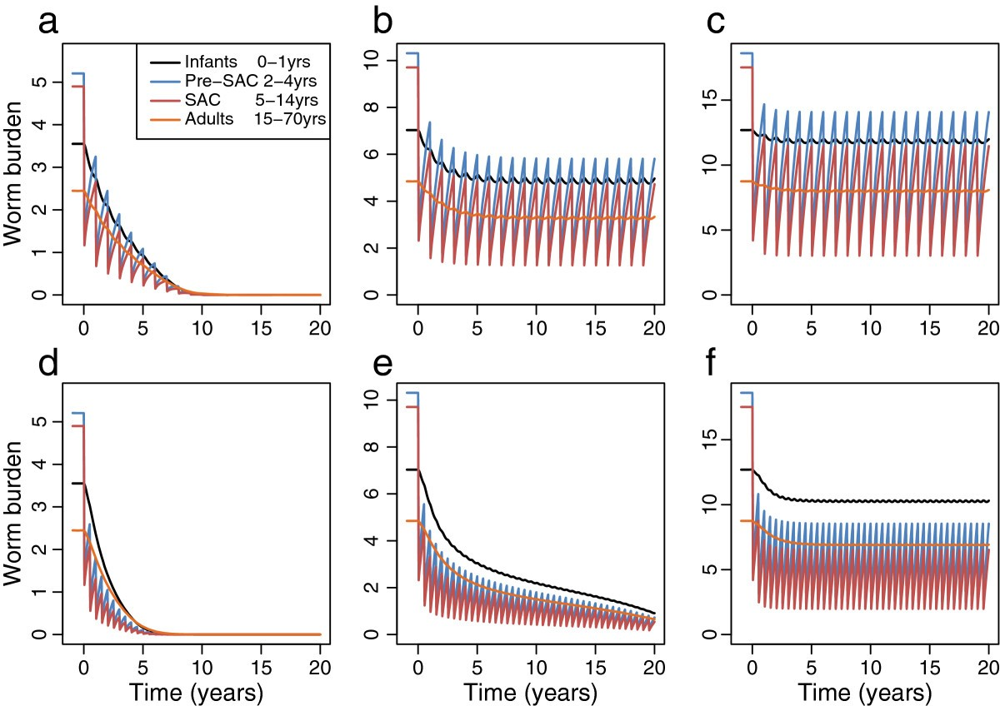 a
b
c
Infants 0–1yrs
Pre–SAC 2–4yrs
SAC 5–14yrs
Adults 15–70yrs
Worm burden
5
4
3
2
1
0
0 5 10 15 20
10
8
6
4
2
0
0 5 10 15 20
15
10
5
0
0 5 10 15 20
d
e
f
Worm burden
5
4
3
2
1
0
0 5 10 15 20
Time (years)
10
8
6
4
2
0
0 5 10 15 20
Time (years)
15
10
5
0
0 5 10 15 20
Time (years)